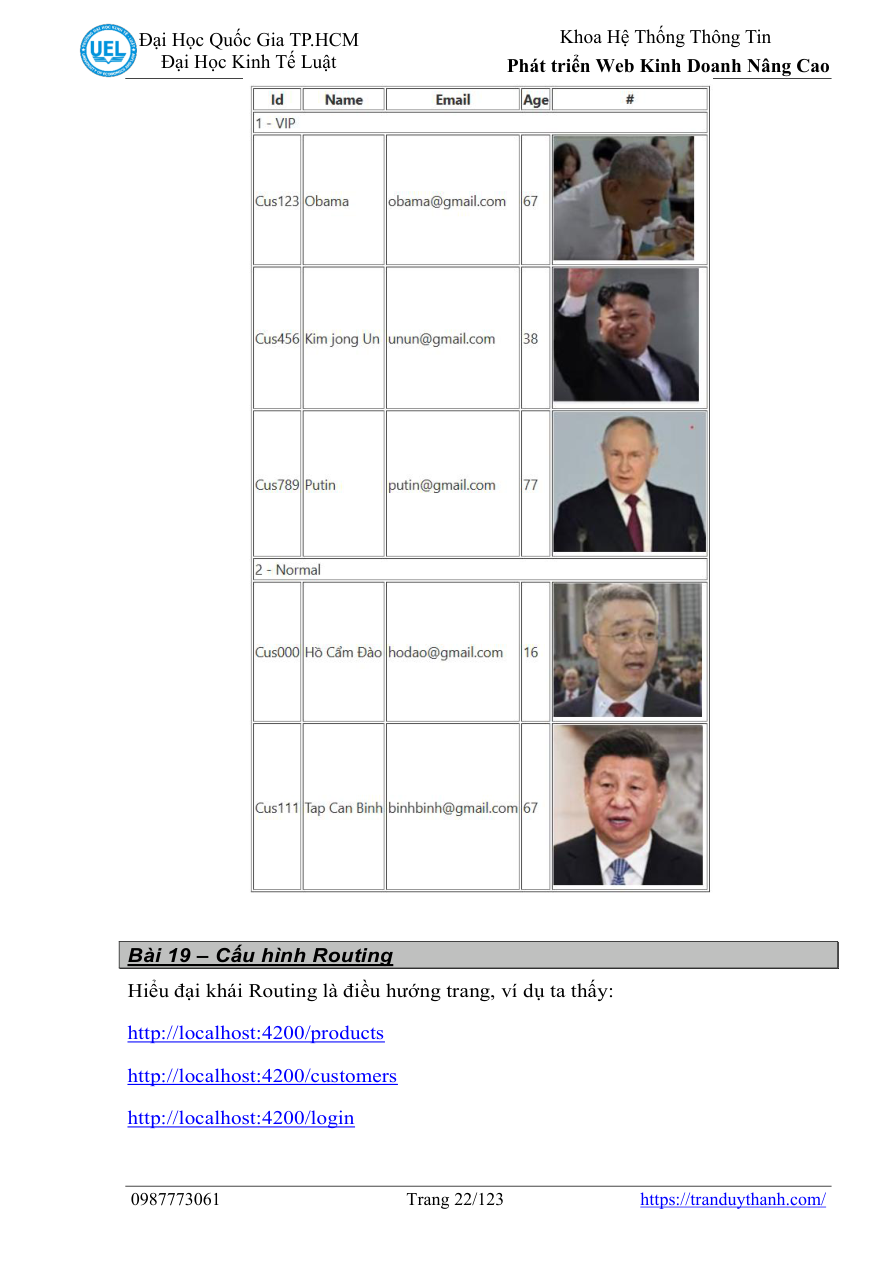 UEL
Đại Học Quốc Gia TP.HCM
Đại Học Kinh Tế Luật
Khoa Hệ Thống Thông Tin
Phát triển Web Kinh Doanh Nâng Cao
Id Name Email Age #
1 - VIP
Cus123 Obama obama@gmail.com 67
Cus456 Kim jong Un unun@gmail.com 38
Cus789 Putin putin@gmail.com 77
2 - Normal
Cus000 Hồ Cẩm Đào hodao@gmail.com 16
Cus111 Tap Can Binh binhbinh@gmail.com 67
Bài 19 – Cấu hình Routing
Hiểu đại khái Routing là điều hướng trang, ví dụ ta thấy:
http://localhost:4200/products
http://localhost:4200/customers
http://localhost:4200/login
0987773061 Trang 22/123 https://tranduythanh.com/